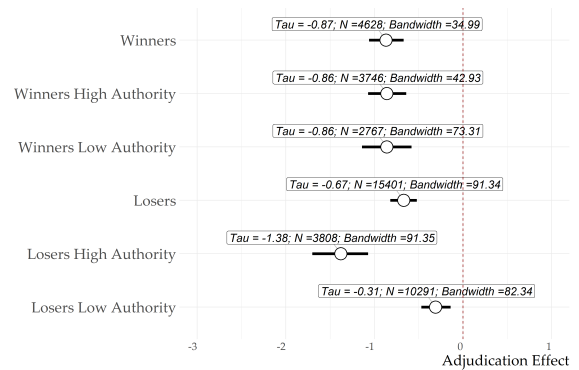 Tau = -0.87; N =4628; Bandwidth =34.99
Winners
Tau = -0.86; N =3746; Bandwidth =42.93
Winners High Authority
Tau = -0.86; N =2767; Bandwidth =73.31
Winners Low Authority
Tau = -0.67; N =15401; Bandwidth =91.34
Losers
Tau = -1.38; N =3808; Bandwidth =91.35
Losers High Authority
Tau = -0.31; N =10291; Bandwidth =82.34
Losers Low Authority
-3 -2 -1 0 1
Adjudication Effect